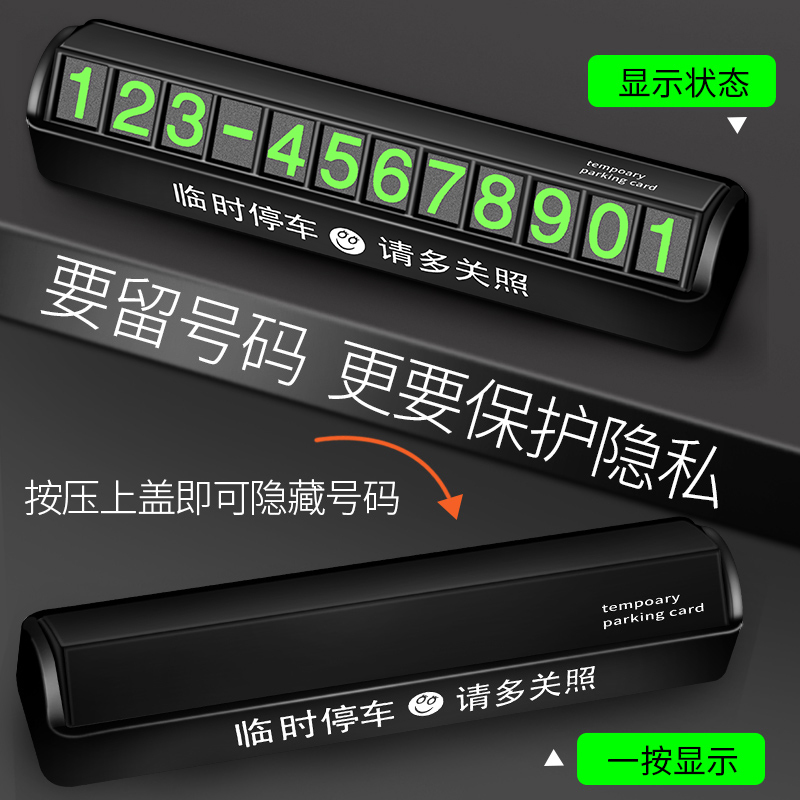 显示状态
123-45678901
tempoary
parking card
临时停车 请多关照
要留号码 更要保护隐私
按压上盖即可隐藏号码
tempoary
parking card
临时停车 请多关照
一按显示